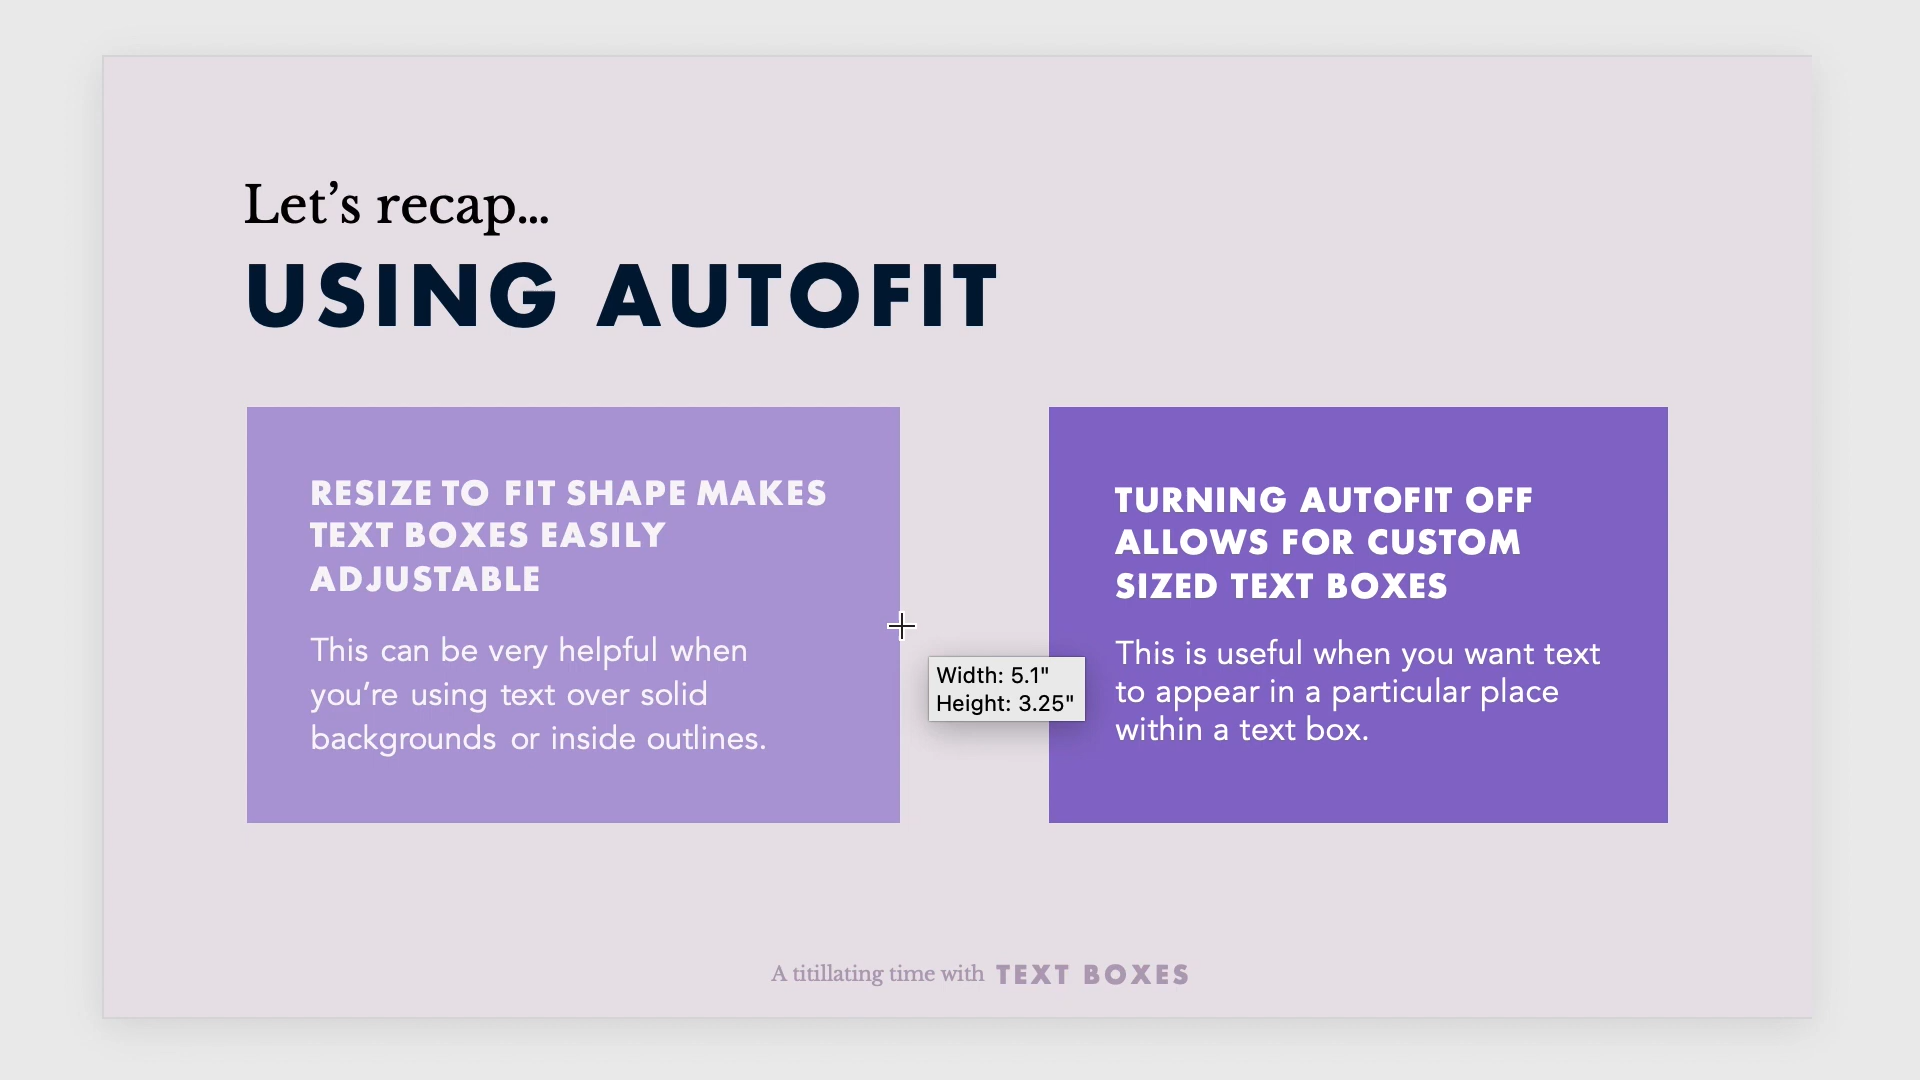 Let’s recap...
USING AUTOFIT
RESIZE TO FIT SHAPE MAKES
TEXT BOXES EASILY
ADJUSTABLE
This can be very helpful when
you’re using text over solid
backgrounds or inside outlines.
Width: 5.1"
Height: 3.25"
TURNING AUTOFIT OFF
ALLOWS FOR CUSTOM
SIZED TEXT BOXES
This is useful when you want text
to appear in a particular place
within a text box.
A titillating time with TEXT BOXES